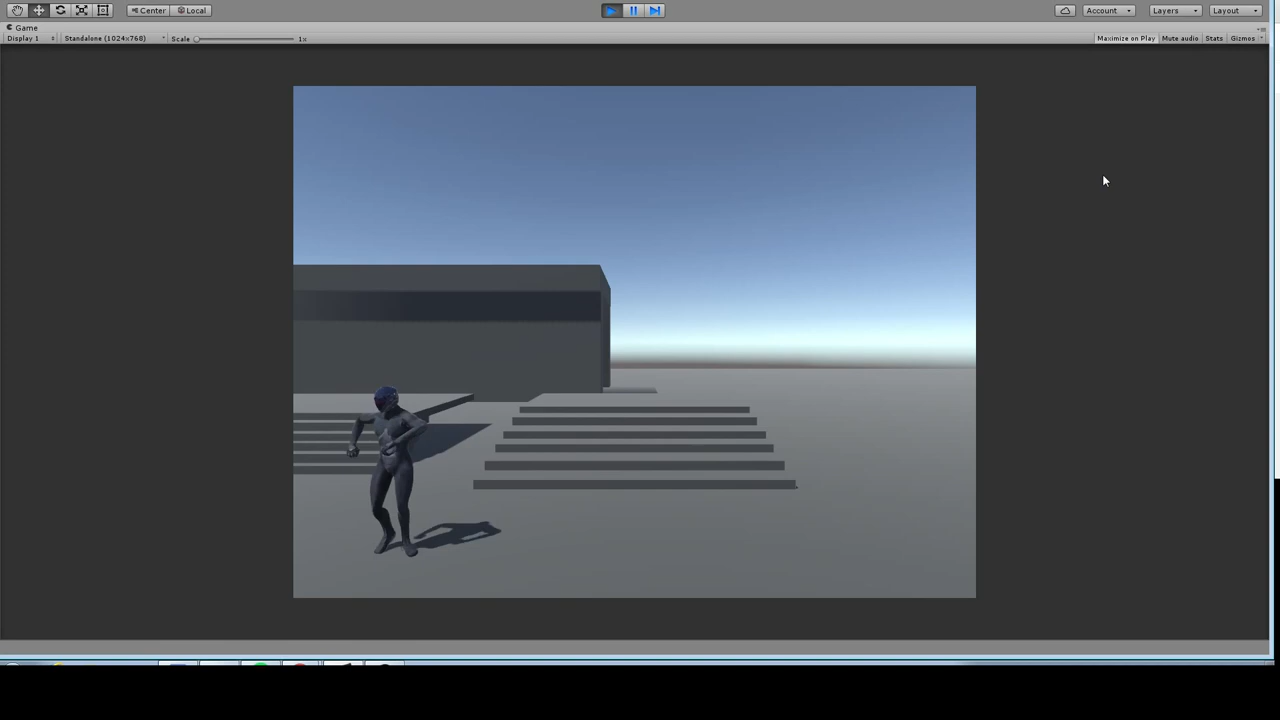 Center Local Account Layers Layout
Game
Display 1 Standalone (1024x768) Scale 1x Maximize on Play Mute audio Stats Gizmos